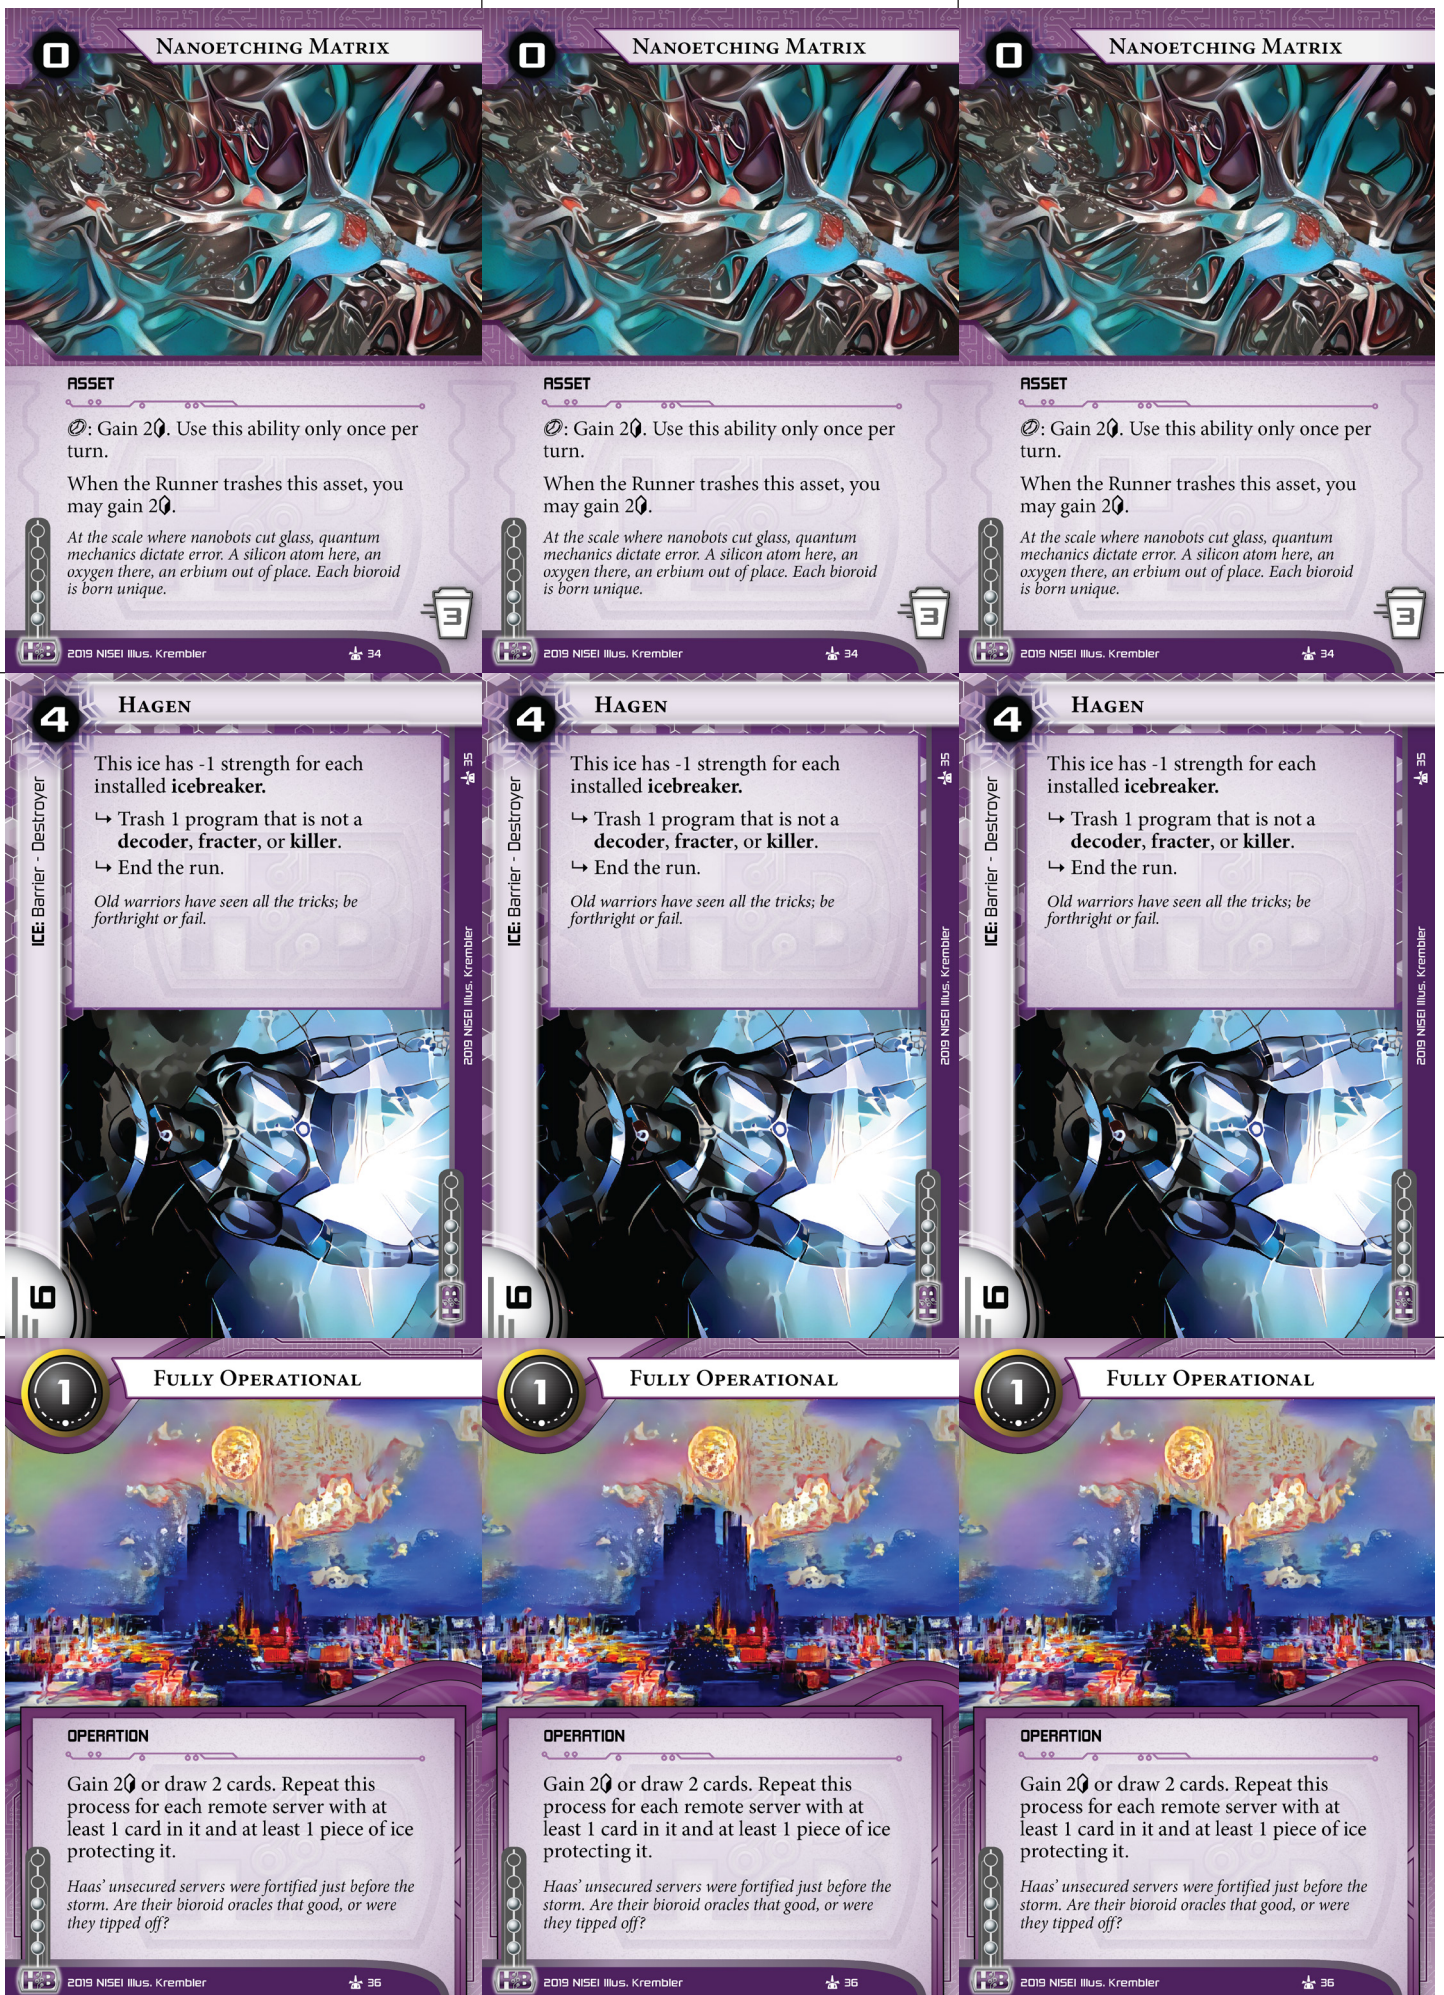 0
NANOETCHING MATRIX
ASSET
: Gain 2. Use this ability only once per
turn.
When the Runner trashes this asset, you
may gain 2.
At the scale where nanobots cut glass, quantum
mechanics dictate error. A silicon atom here, an
oxygen there, an erbium out of place. Each bioroid
is born unique.
3
HB
2019 NISEI Illus. Krembler
34
0
NANOETCHING MATRIX
ASSET
: Gain 2. Use this ability only once per
turn.
When the Runner trashes this asset, you
may gain 2.
At the scale where nanobots cut glass, quantum
mechanics dictate error. A silicon atom here, an
oxygen there, an erbium out of place. Each bioroid
is born unique.
3
HB
2019 NISEI Illus. Krembler
34
0
NANOETCHING MATRIX
ASSET
: Gain 2. Use this ability only once per
turn.
When the Runner trashes this asset, you
may gain 2.
At the scale where nanobots cut glass, quantum
mechanics dictate error. A silicon atom here, an
oxygen there, an erbium out of place. Each bioroid
is born unique.
3
HB
2019 NISEI Illus. Krembler
34
4
HAGEN
ICE: Barrier - Destroyer
This ice has -1 strength for each
installed icebreaker.
↳ Trash 1 program that is not a
decoder, fracter, or killer.
↳ End the run.
Old warriors have seen all the tricks; be
forthright or fail.
35
2019 NISEI Illus. Krembler
6
HB
4
HAGEN
ICE: Barrier - Destroyer
This ice has -1 strength for each
installed icebreaker.
↳ Trash 1 program that is not a
decoder, fracter, or killer.
↳ End the run.
Old warriors have seen all the tricks; be
forthright or fail.
35
2019 NISEI Illus. Krembler
6
HB
4
HAGEN
ICE: Barrier - Destroyer
This ice has -1 strength for each
installed icebreaker.
↳ Trash 1 program that is not a
decoder, fracter, or killer.
↳ End the run.
Old warriors have seen all the tricks; be
forthright or fail.
35
2019 NISEI Illus. Krembler
6
HB
1
FULLY OPERATIONAL
OPERATION
Gain 2 or draw 2 cards. Repeat this
process for each remote server with at
least 1 card in it and at least 1 piece of ice
protecting it.
Haas' unsecured servers were fortified just before the
storm. Are their bioroid oracles that good, or were
they tipped off?
HB
2019 NISEI Illus. Krembler
36
1
FULLY OPERATIONAL
OPERATION
Gain 2 or draw 2 cards. Repeat this
process for each remote server with at
least 1 card in it and at least 1 piece of ice
protecting it.
Haas' unsecured servers were fortified just before the
storm. Are their bioroid oracles that good, or were
they tipped off?
HB
2019 NISEI Illus. Krembler
36
1
FULLY OPERATIONAL
OPERATION
Gain 2 or draw 2 cards. Repeat this
process for each remote server with at
least 1 card in it and at least 1 piece of ice
protecting it.
Haas' unsecured servers were fortified just before the
storm. Are their bioroid oracles that good, or were
they tipped off?
HB
2019 NISEI Illus. Krembler
36